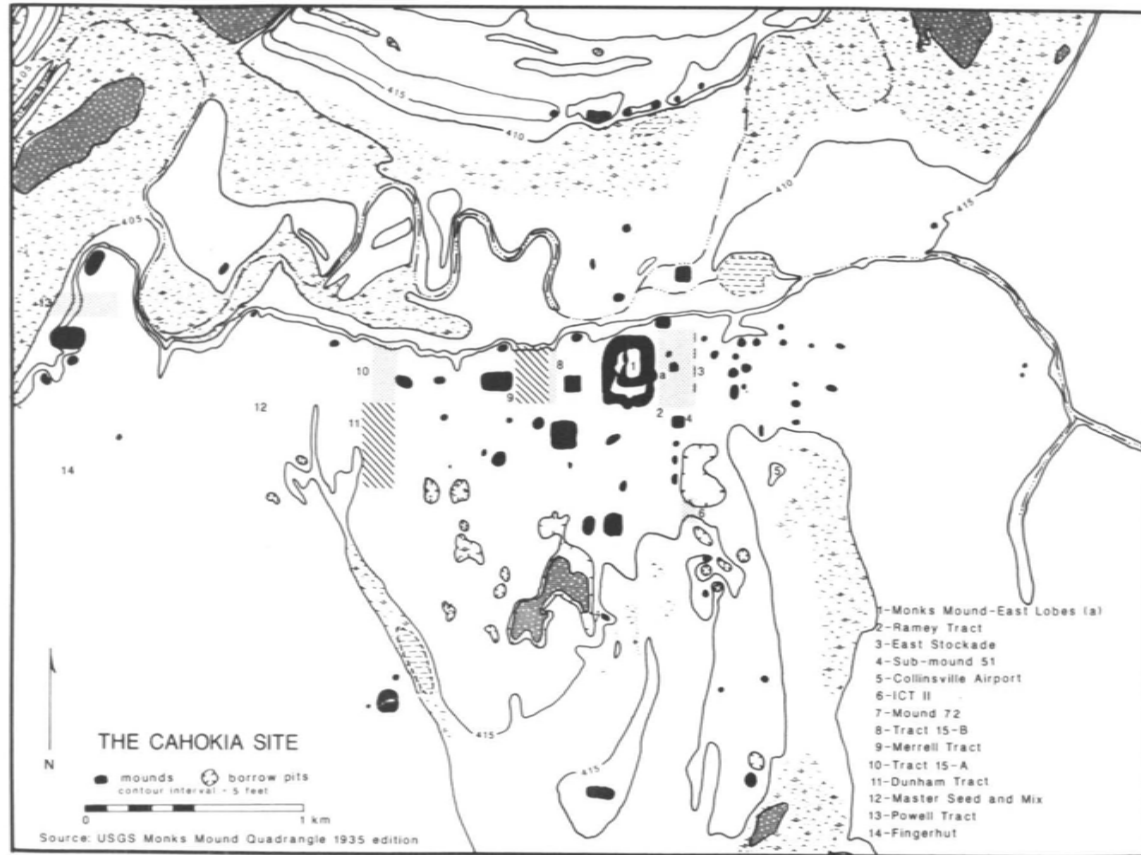 405
415
410
410
415
405
13
10
9
8
1
a
3
12
11
2
4
14
5
6
1-Monks Mound-East Lobes (a)
2-Ramey Tract
3-East Stockade
4-Sub-mound 51
5-Collinsville Airport
6-ICT II
7-Mound 72
8-Tract 15-B
9-Merrell Tract
10-Tract 15-A
11-Dunham Tract
12-Master Seed and Mix
13-Powell Tract
14-Fingerhut
415
415
N
THE CAHOKIA SITE
mounds borrow pits
contour interval - 5 feet
0 1 km
Source: USGS Monks Mound Quadrangle 1935 edition